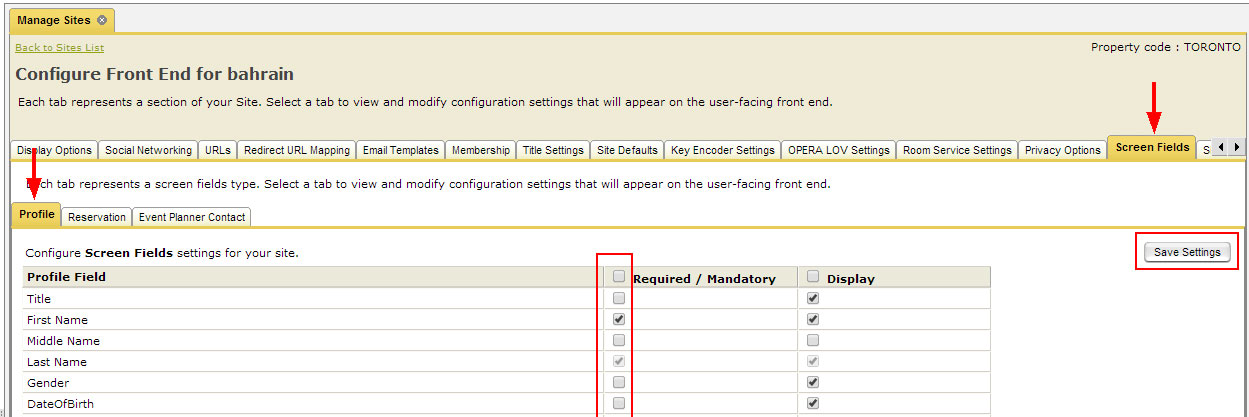 Manage Sites
Back to Sites List
Property code : TORONTO
Configure Front End for bahrain
Each tab represents a section of your Site. Select a tab to view and modify configuration settings that will appear on the user-facing front end.
Display Options Social Networking URLs Redirect URL Mapping Email Templates Membership Title Settings Site Defaults Key Encoder Settings OPERA LOV Settings Room Service Settings Privacy Options Screen Fields S
Each tab represents a screen fields type. Select a tab to view and modify configuration settings that will appear on the user-facing front end.
Profile Reservation Event Planner Contact
Configure Screen Fields settings for your site.
Save Settings
Profile Field Required / Mandatory Display
Title
First Name
Middle Name
Last Name
Gender
DateOfBirth